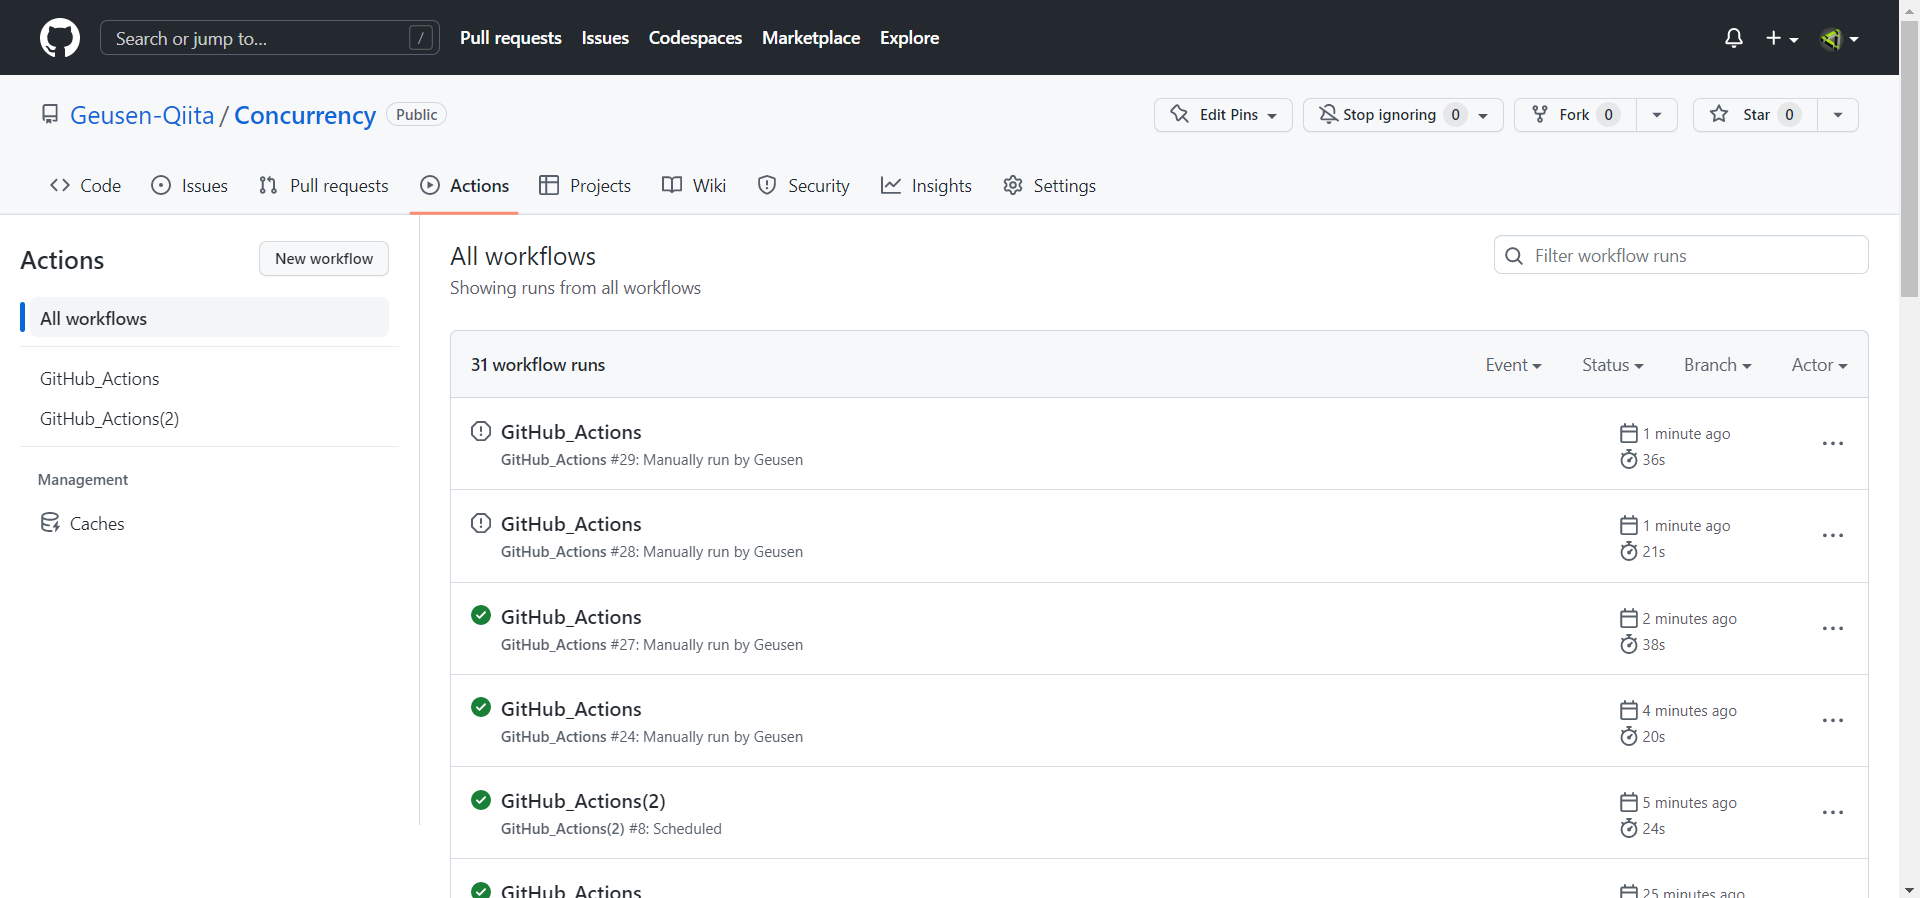 Search or jump to... /
Pull requests Issues Codespaces Marketplace Explore
Geusen-Qiita / Concurrency Public
Edit Pins Stop ignoring 0 Fork 0 Star 0
Code Issues Pull requests Actions Projects Wiki Security Insights Settings
Actions New workflow
All workflows
GitHub_Actions
GitHub_Actions(2)
Management
Caches
All workflows
Showing runs from all workflows
Filter workflow runs
31 workflow runs Event Status Branch Actor
GitHub_Actions 1 minute ago
GitHub_Actions #29: Manually run by Geusen 36s
GitHub_Actions 1 minute ago
GitHub_Actions #28: Manually run by Geusen 21s
GitHub_Actions 2 minutes ago
GitHub_Actions #27: Manually run by Geusen 38s
GitHub_Actions 4 minutes ago
GitHub_Actions #24: Manually run by Geusen 20s
GitHub_Actions(2) 5 minutes ago
GitHub_Actions(2) #8: Scheduled 24s
GitHub_Actions 25 minutes ago